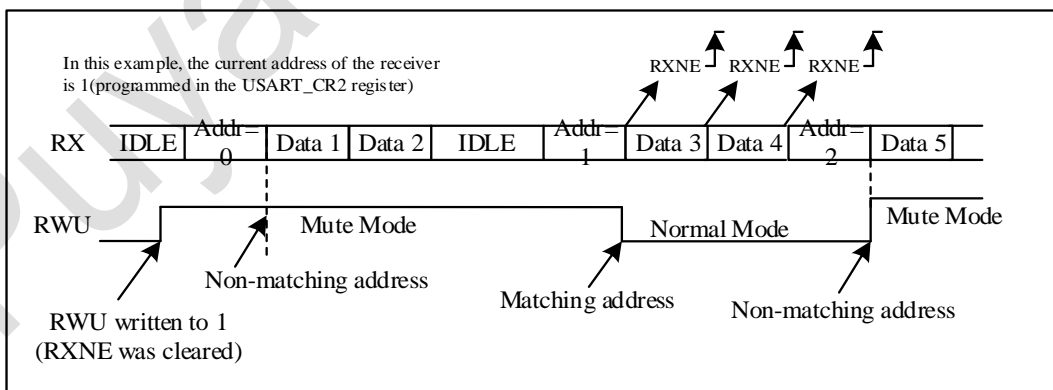 In this example, the current address of the receiver
is 1(programmed in the USART_CR2 register)
RXNE RXNE RXNE
RX IDLE Addr=0 Data 1 Data 2 IDLE Addr=1 Data 3 Data 4 Addr=2 Data 5
RWU Mute Mode Normal Mode Mute Mode
Non-matching address
Matching address
Non-matching address
RWU written to 1
(RXNE was cleared)
Puya